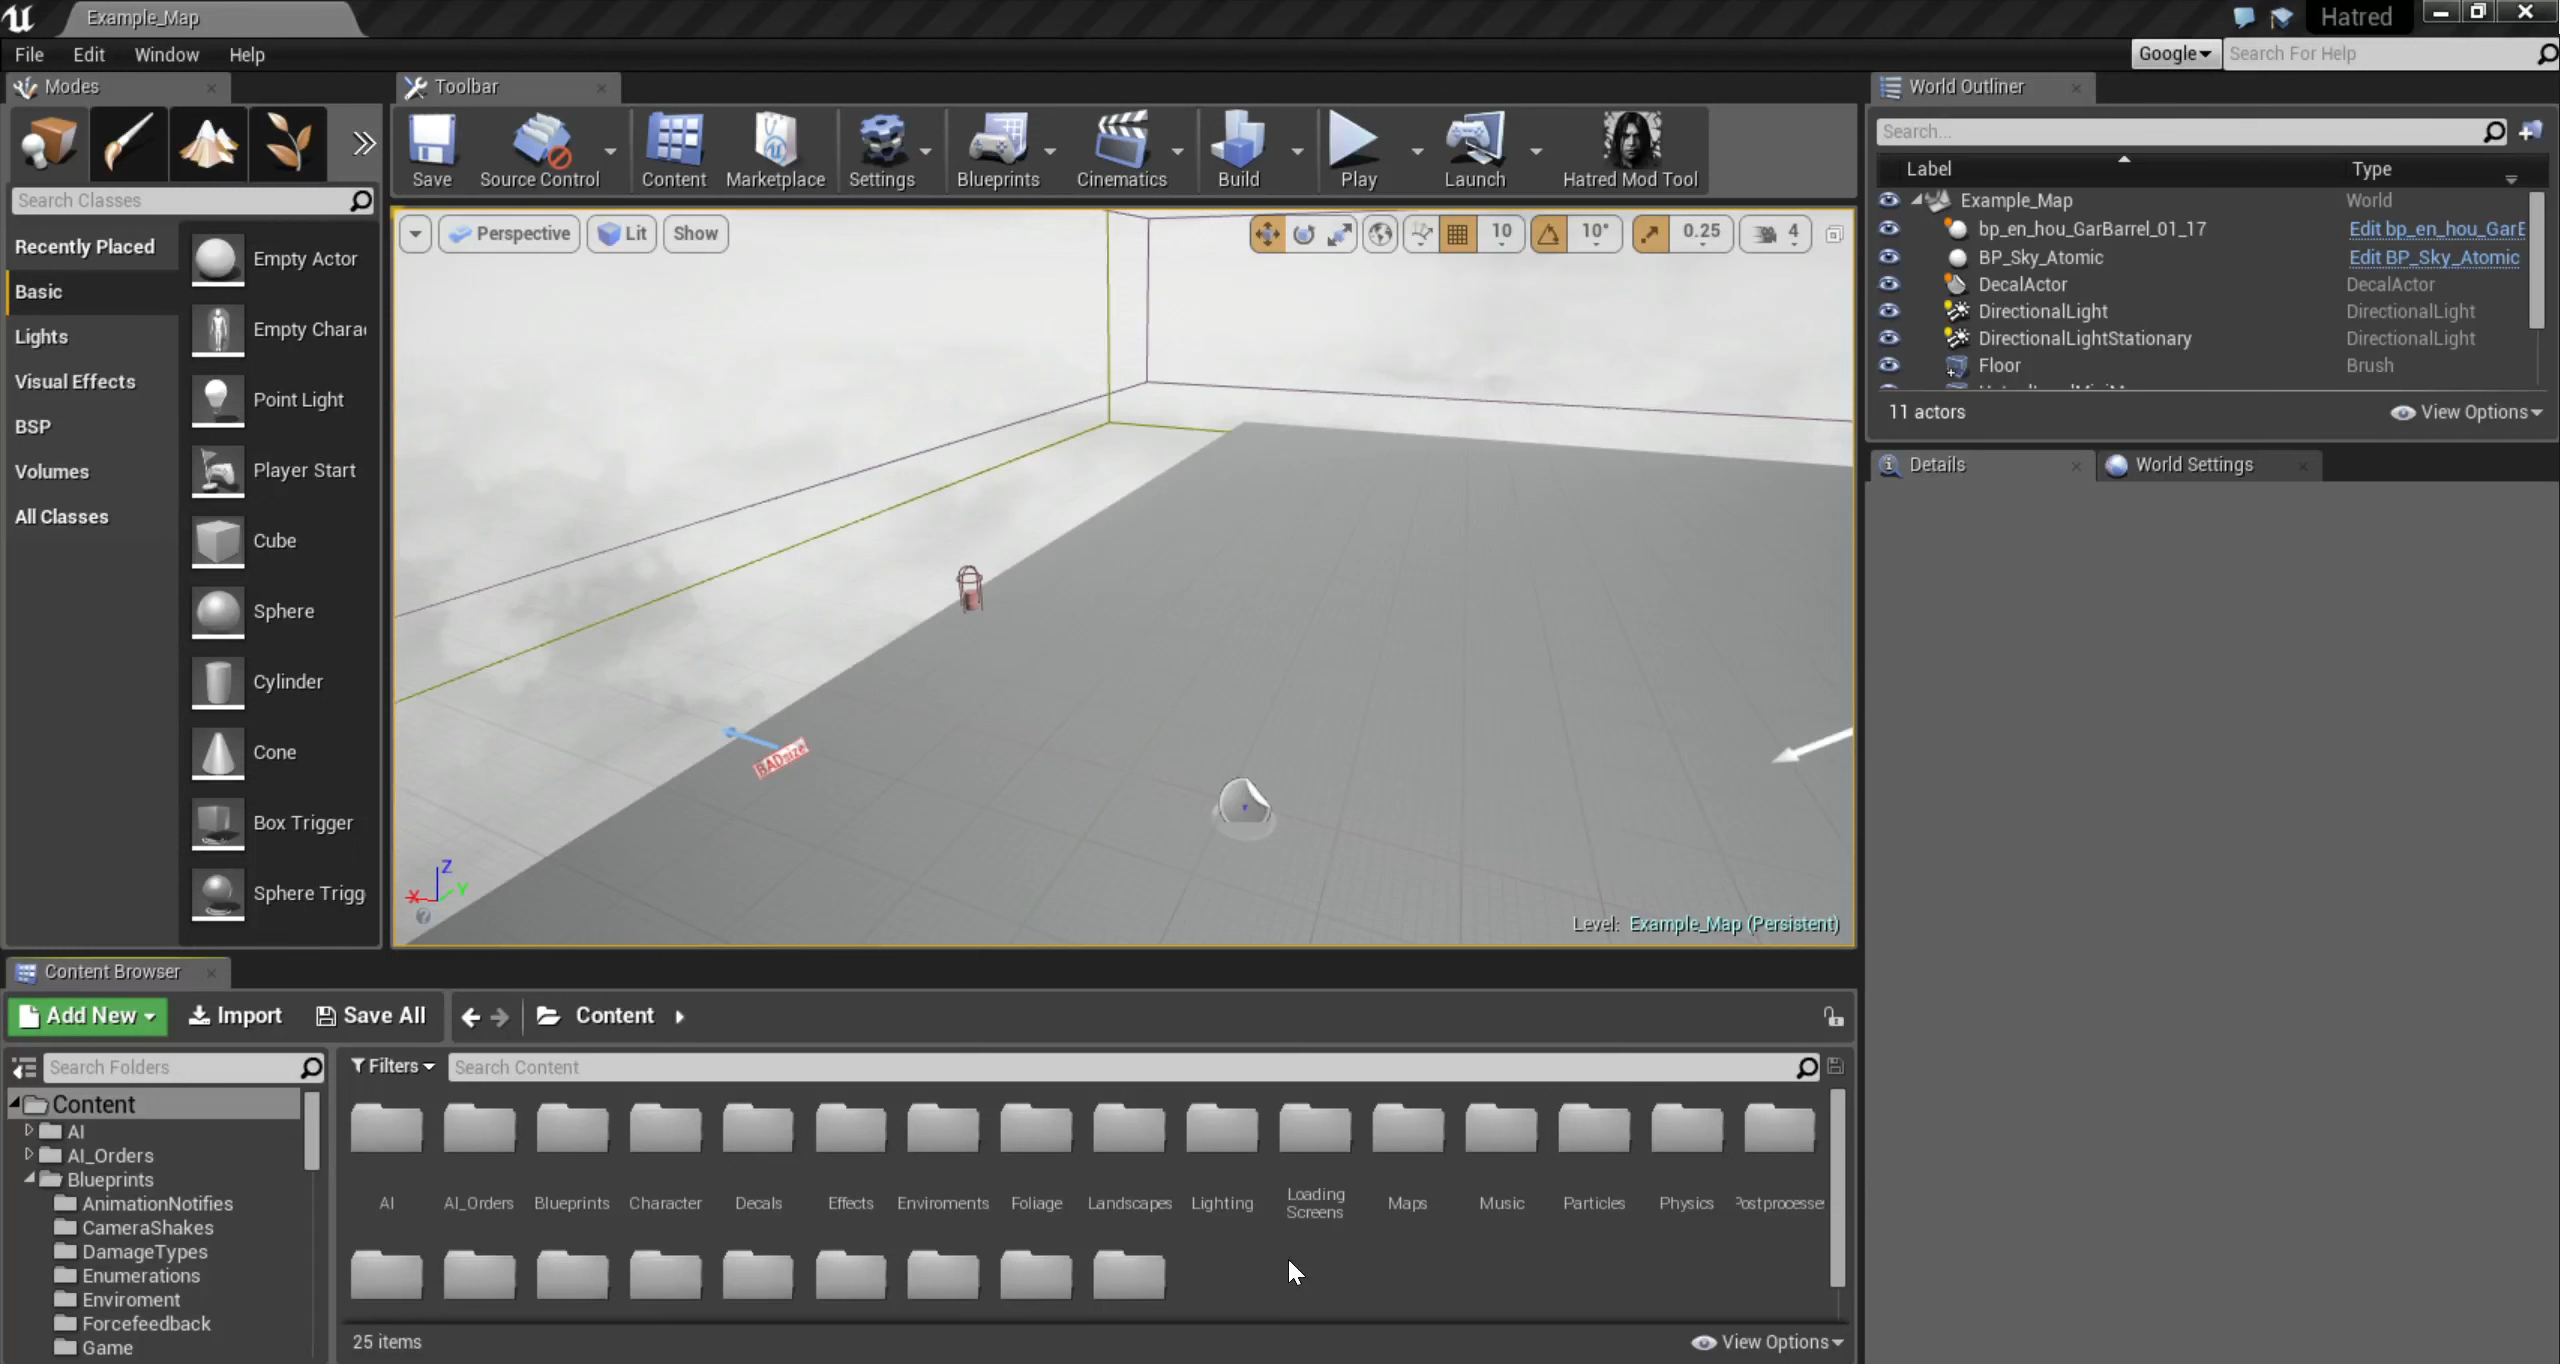 Example_Map
Hatred
File Edit Window Help
Google
Search For Help
Modes
Toolbar
World Outliner
Save
Source Control
Content
Marketplace
Settings
Blueprints
Cinematics
Build
Play
Launch
Hatred Mod Tool
Search Classes
Recently Placed
Basic
Lights
Visual Effects
BSP
Volumes
All Classes
Empty Actor
Empty Chara
Point Light
Player Start
Cube
Sphere
Cylinder
Cone
Box Trigger
Sphere Trigg
Perspective
Lit
Show
10
10°
0.25
4
BADsize
Z
X
Y
Level: Example_Map (Persistent)
Search...
Label Type
Example_Map World
bp_en_hou_GarBarrel_01_17 Edit bp_en_hou_GarB
BP_Sky_Atomic Edit BP_Sky_Atomic
DecalActor DecalActor
DirectionalLight DirectionalLight
DirectionalLightStationary DirectionalLight
Floor Brush
11 actors
View Options
Details
World Settings
Content Browser
Add New
Import
Save All
Content
Search Folders
Filters
Search Content
Content
AI
AI_Orders
Blueprints
AnimationNotifies
CameraShakes
DamageTypes
Enumerations
Enviroment
Forcefeedback
Game
AI
AI_Orders
Blueprints
Character
Decals
Effects
Enviroments
Foliage
Landscapes
Lighting
Loading
Screens
Maps
Music
Particles
Physics
Postprocesse
25 items
View Options